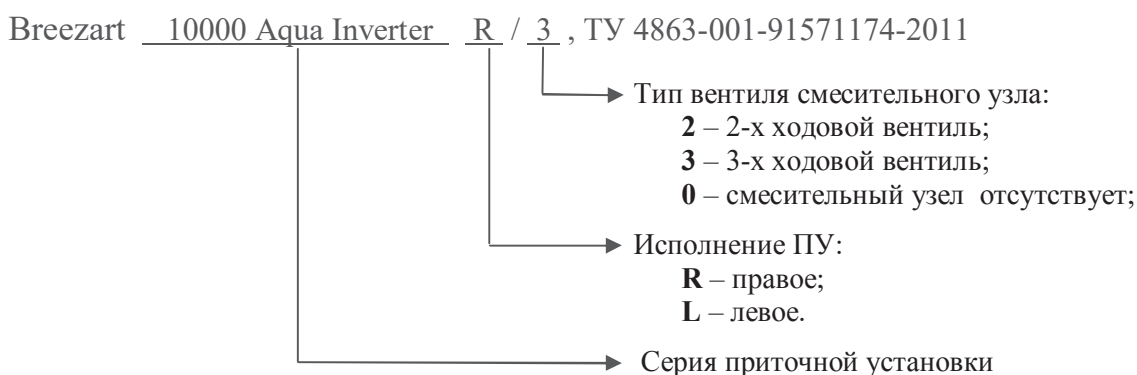 Breezart 10000 Aqua Inverter R / 3 , ТУ 4863-001-91571174-2011
Тип вентиля смесительного узла:
2 – 2-х ходовой вентиль;
3 – 3-х ходовой вентиль;
0 – смесительный узел отсутствует;
Исполнение ПУ:
R – правое;
L – левое.
Серия приточной установки